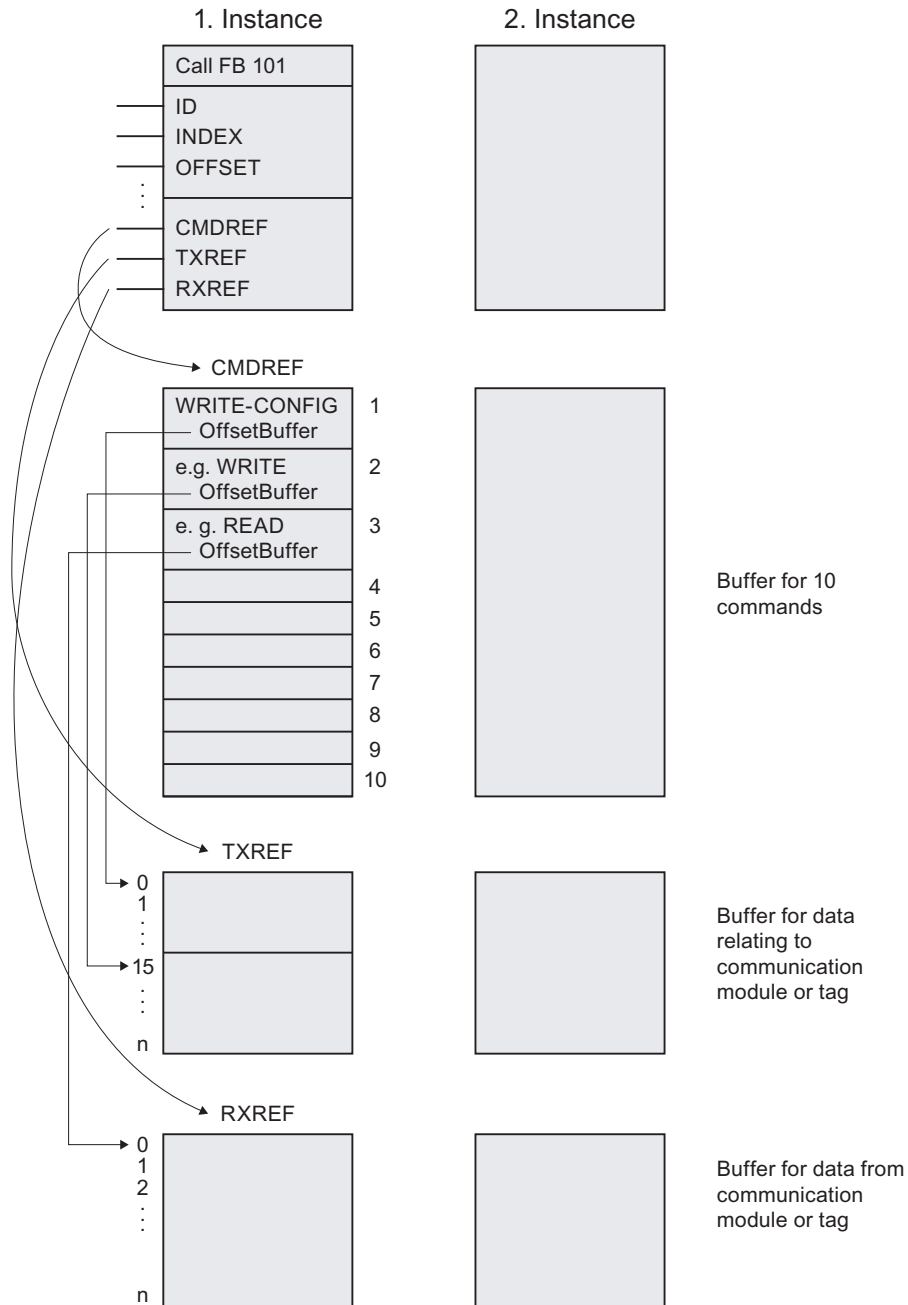 1. Instance
2. Instance
Call FB 101
ID
INDEX
OFFSET
CMDREF
TXREF
RXREF
CMDREF
WRITE-CONFIG 1
OffsetBuffer
e.g. WRITE 2
OffsetBuffer
e. g. READ 3
OffsetBuffer
4
5
6
7
8
9
10
Buffer for 10
commands
TXREF
0
1
15
n
Buffer for data
relating to
communication
module or tag
RXREF
0
1
2
n
Buffer for data from
communication
module or tag